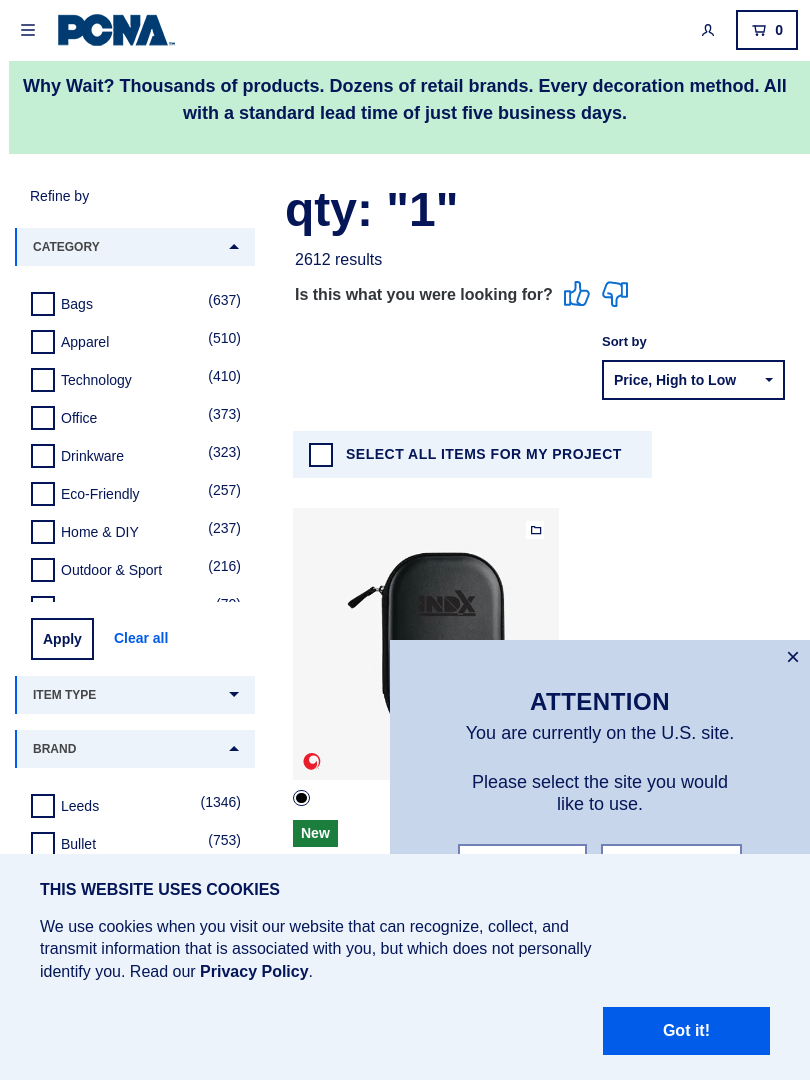 PCNA™
0
Why Wait? Thousands of products. Dozens of retail brands. Every decoration method. All
with a standard lead time of just five business days.
Refine by
CATEGORY
Bags (637)
Apparel (510)
Technology (410)
Office (373)
Drinkware (323)
Eco-Friendly (257)
Home & DIY (237)
Outdoor & Sport (216)
Apply Clear all
ITEM TYPE
BRAND
Leeds (1346)
Bullet (753)
qty: "1"
2612 results
Is this what you were looking for?
Sort by
Price, High to Low
SELECT ALL ITEMS FOR MY PROJECT
INDX
New
×
ATTENTION
You are currently on the U.S. site.
Please select the site you would
like to use.
THIS WEBSITE USES COOKIES
We use cookies when you visit our website that can recognize, collect, and
transmit information that is associated with you, but which does not personally
identify you. Read our Privacy Policy.
Got it!